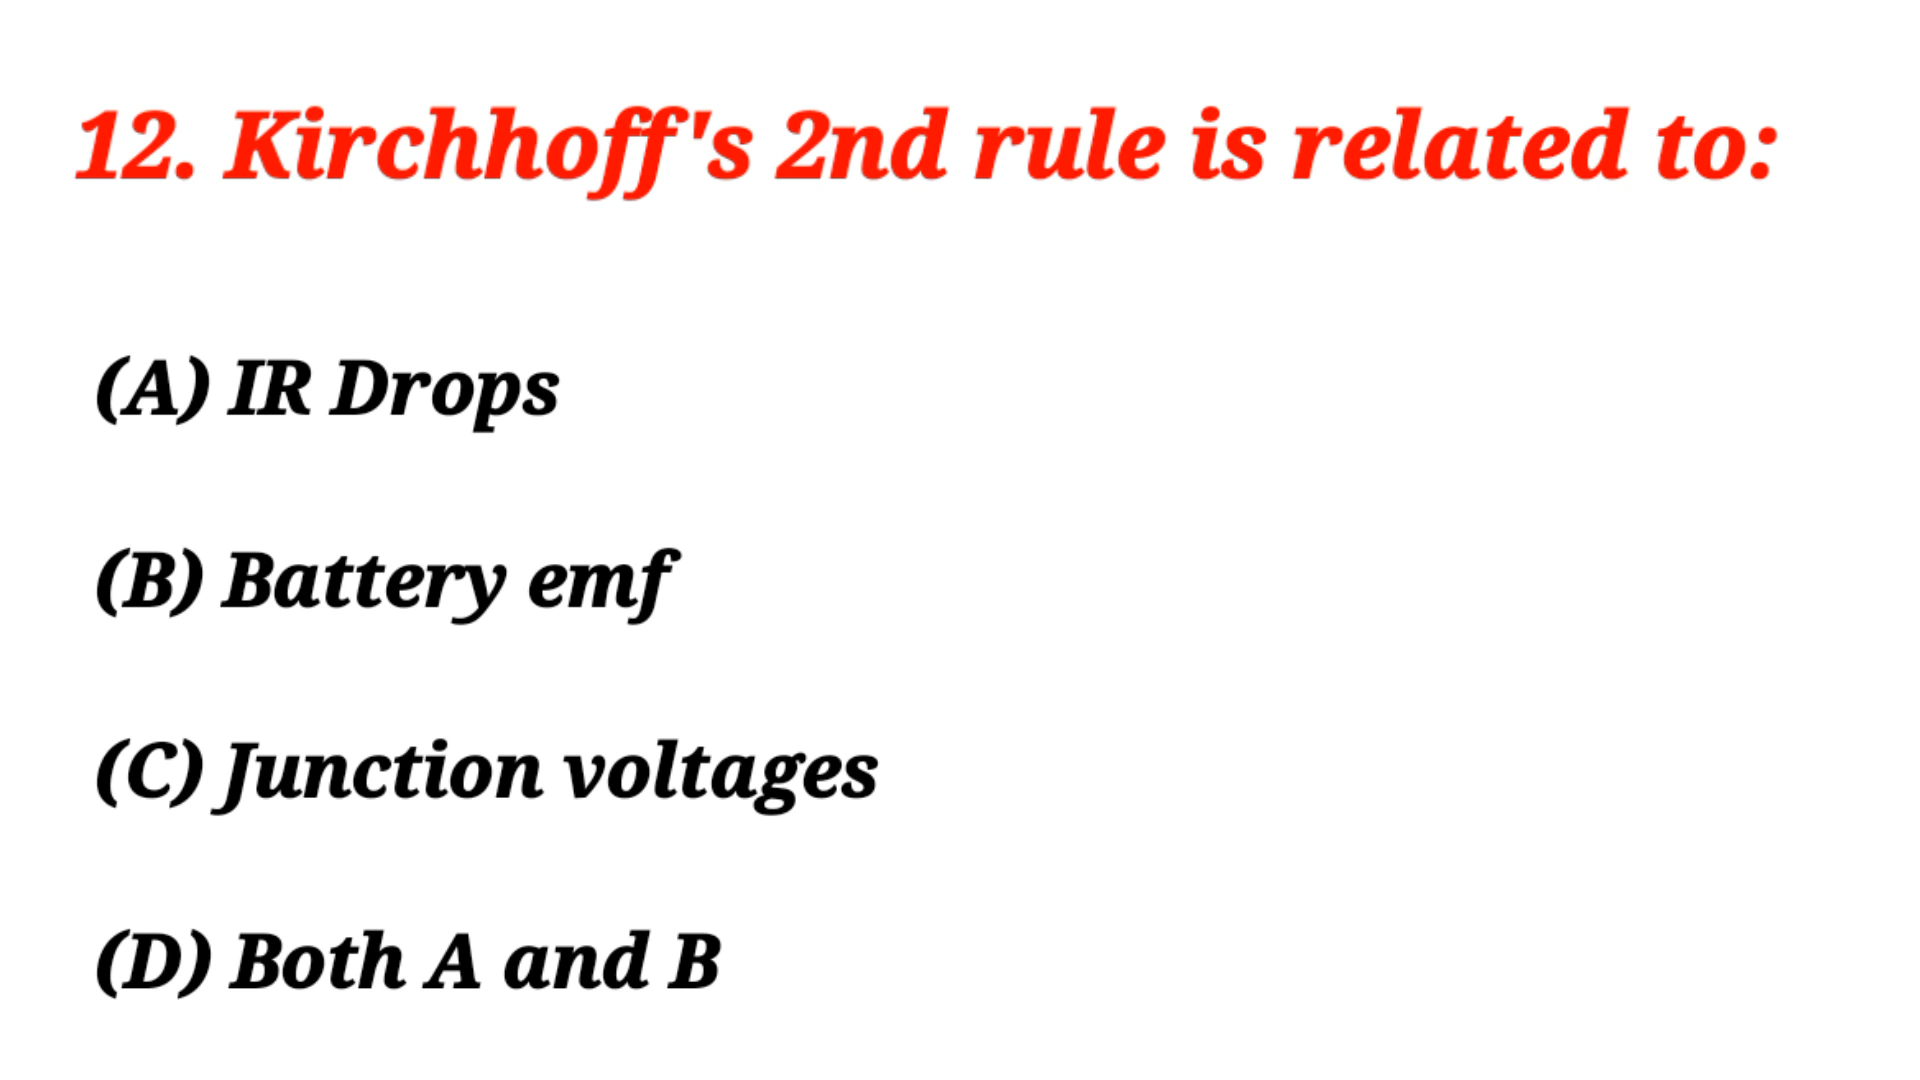 12. Kirchhoff's 2nd rule is related to:
(A) IR Drops
(B) Battery emf
(C) Junction voltages
(D) Both A and B